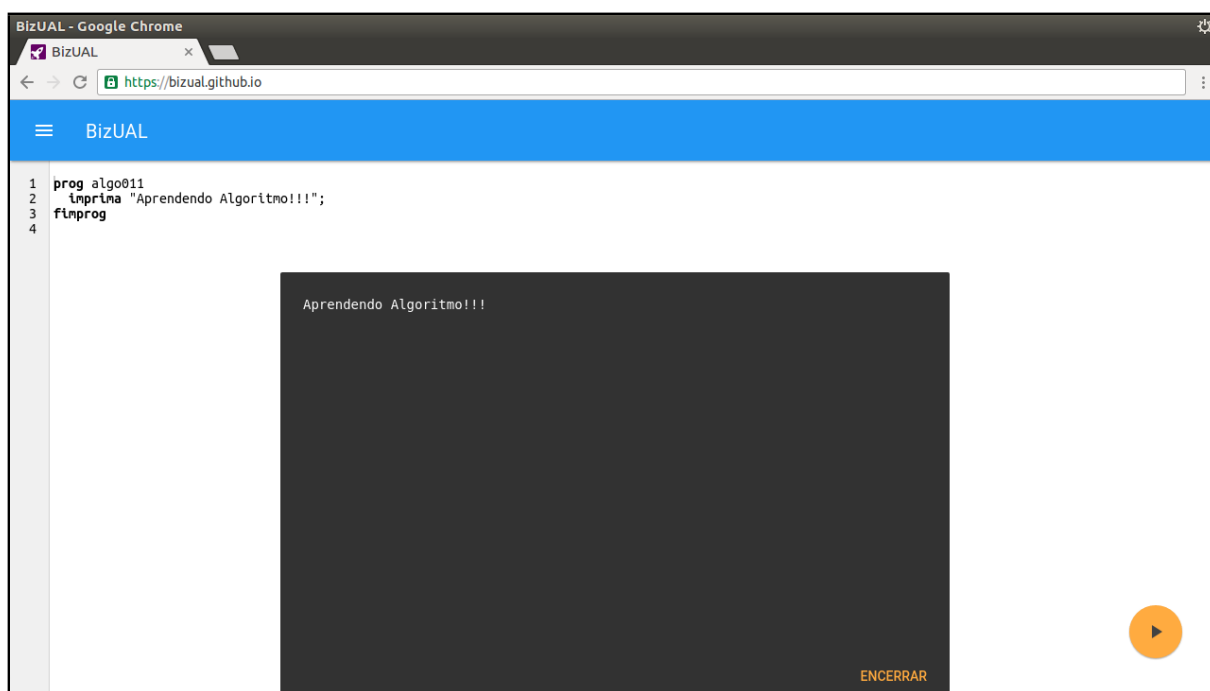 BizUAL - Google Chrome
BizUAL
https://bizual.github.io
BizUAL
1 prog algo011
2 imprima "Aprendendo Algoritmo!!!";
3 fimprog
4
Aprendendo Algoritmo!!!
ENCERRAR